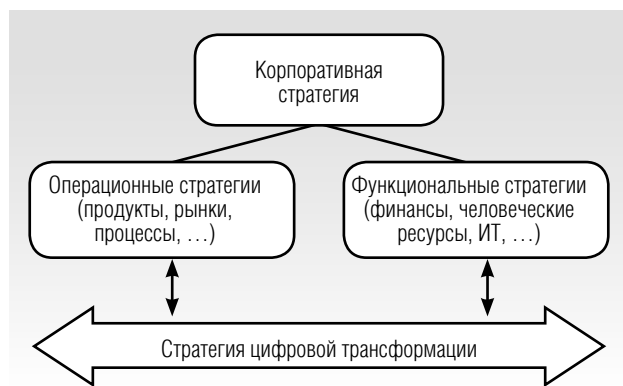 Корпоративная
стратегия
Операционные стратегии
(продукты, рынки,
процессы, …)
Функциональные стратегии
(финансы, человеческие
ресурсы, ИТ, …)
Стратегия цифровой трансформации